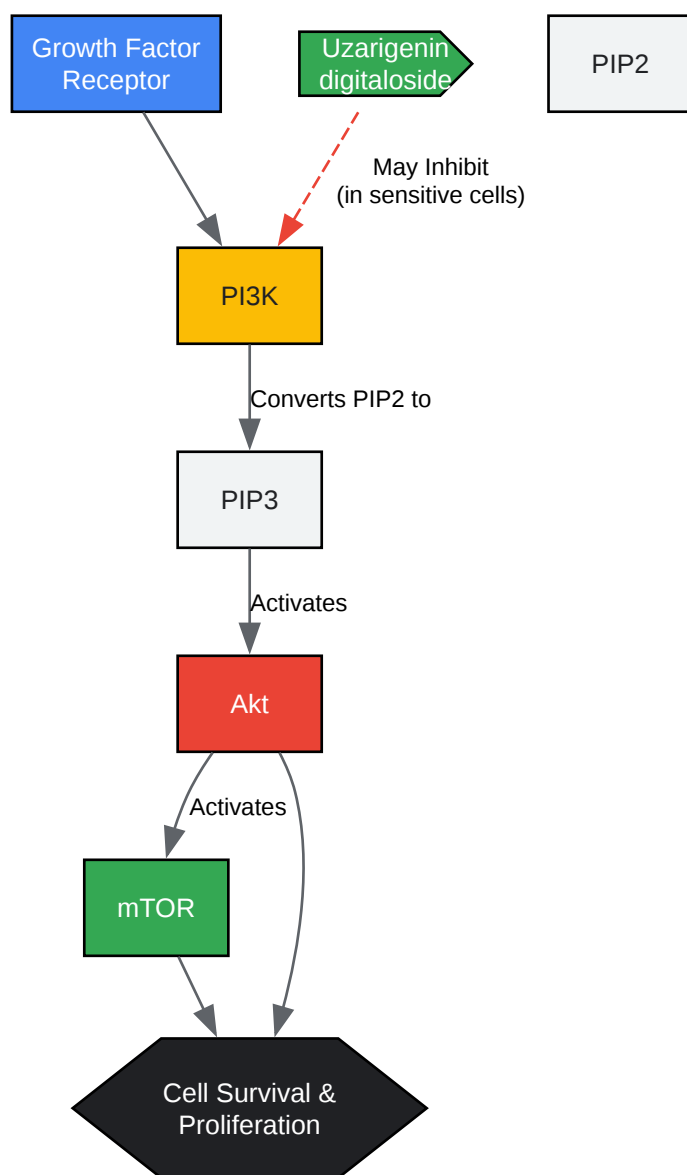 Growth Factor
Receptor
Uzarigenin
digitaloside
PIP2
May Inhibit
(in sensitive cells)
PI3K
Converts PIP2 to
PIP3
Activates
Akt
Activates
mTOR
Cell Survival &
Proliferation